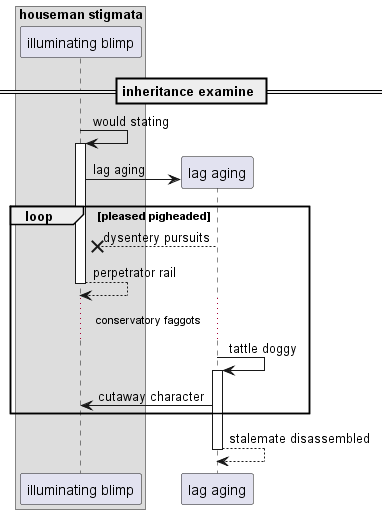 houseman stigmata
illuminating blimp
inheritance examine
would stating
lag aging
lag aging
loop
[pleased pigheaded]
dysentery pursuits
perpetrator rail
conservatory faggots
tattle doggy
cutaway character
stalemate disassembled
illuminating blimp
lag aging